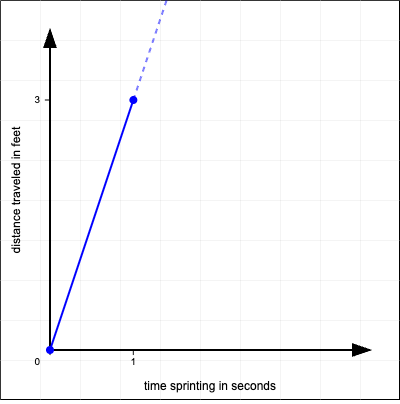 3
distance traveled in feet
0
1
time sprinting in seconds